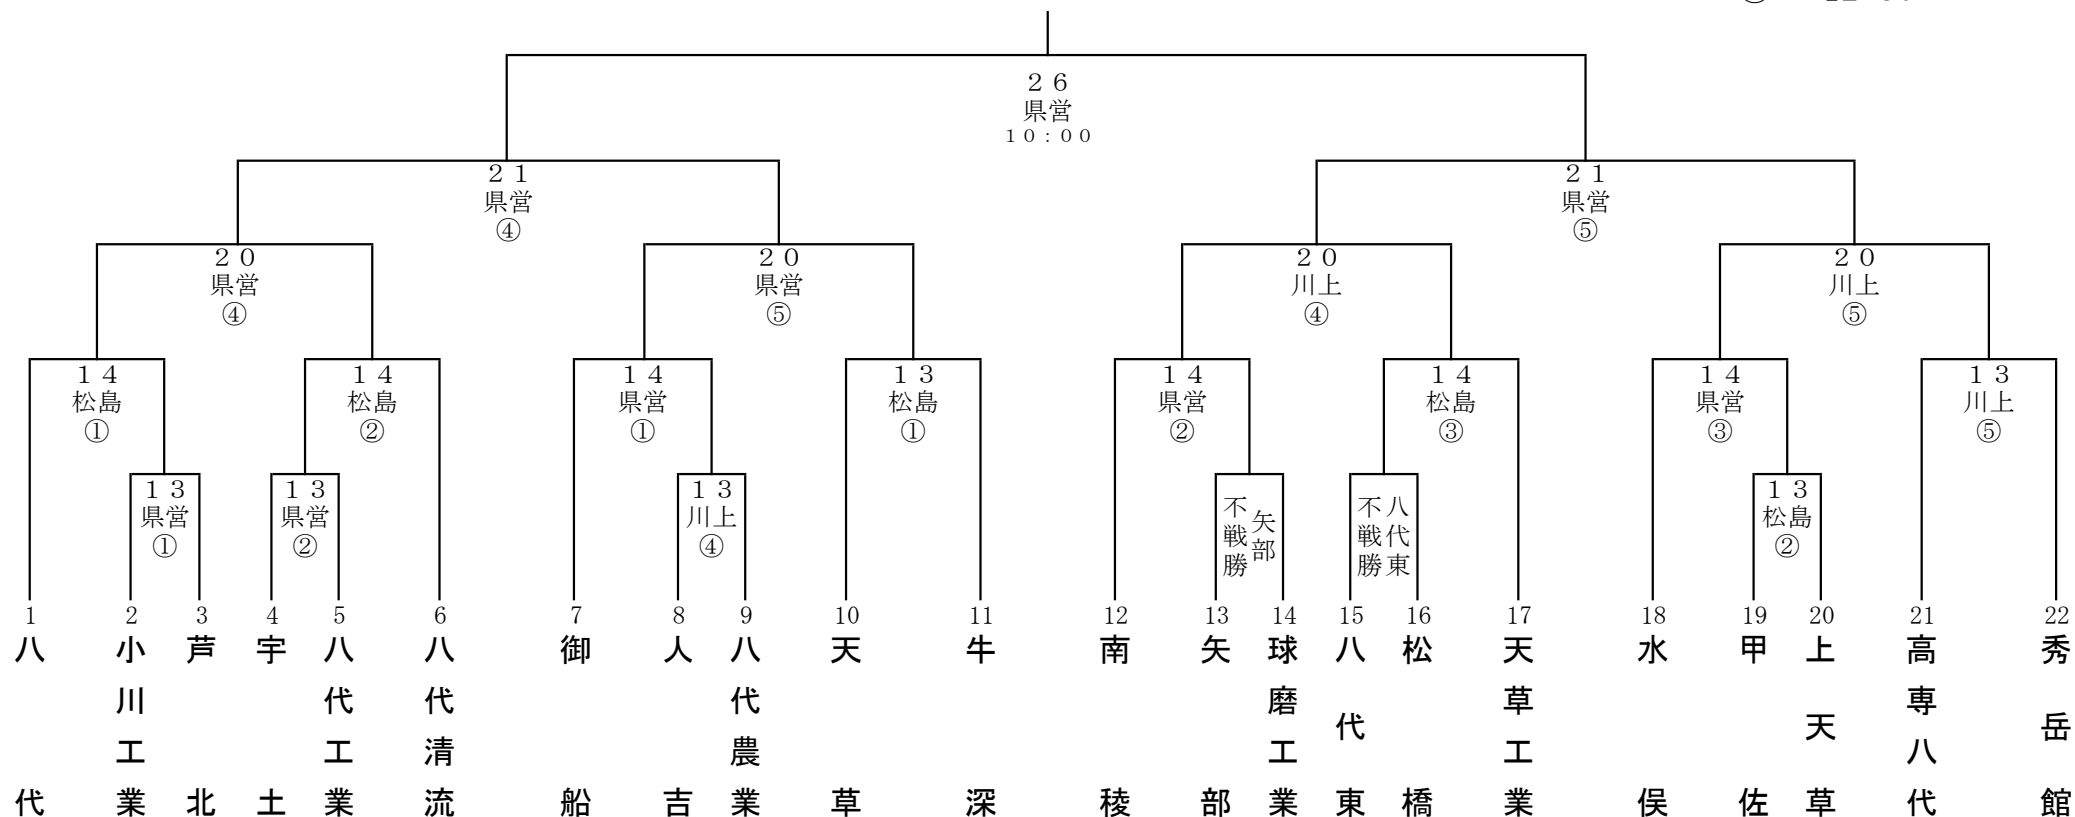 ２６
県営
１０：００
２１
県営
④
２１
県営
⑤
２０
県営
④
２０
県営
⑤
２０
川上
④
２０
川上
⑤
１４
松島
①
１４
松島
②
１４
県営
①
１３
松島
①
１４
県営
②
１４
松島
③
１４
県営
③
１３
川上
⑤
１３
県営
①
１３
県営
②
１３
川上
④
矢部
不戦勝
八代東
不戦勝
１３
松島
②
1
八代
2
小川工業
3
芦北
4
宇土
5
八代工業
6
八代清流
7
御船
8
人吉
9
八代農業
10
天草
11
牛深
12
南稜
13
矢部
14
球磨工業
15
八代東
16
松橋
17
天草工業
18
水俣
19
甲佐
20
上天草
21
高専八代
22
秀岳館